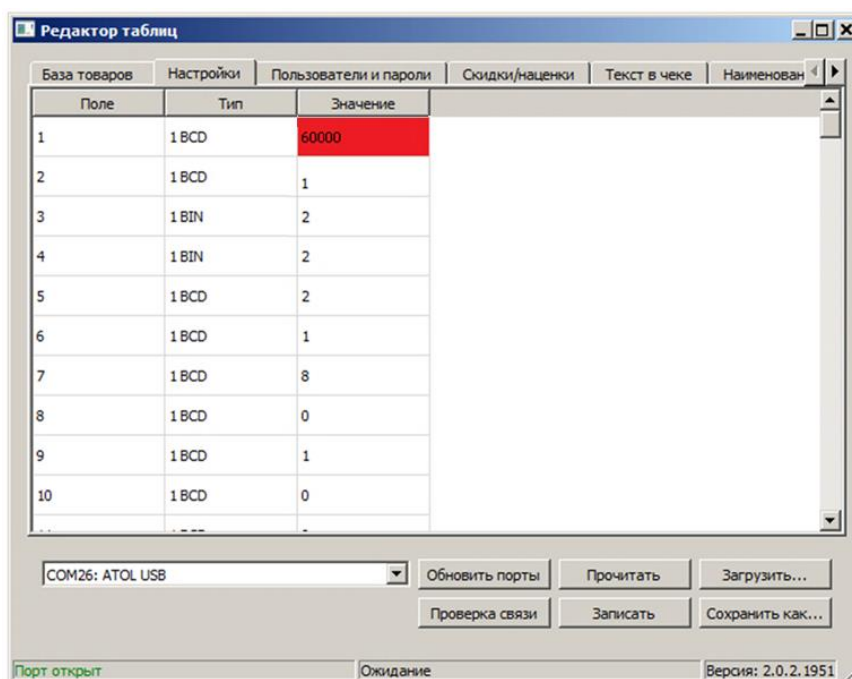 Редактор таблиц
База товаров Настройки Пользователи и пароли Скидки/наценки Текст в чеке Наименован
Поле Тип Значение
1 1 BCD 60000
2 1 BCD 1
3 1 BIN 2
4 1 BIN 2
5 1 BCD 2
6 1 BCD 1
7 1 BCD 8
8 1 BCD 0
9 1 BCD 1
10 1 BCD 0
COM26: ATOL USB Обновить порты Прочитать Загрузить...
Проверка связи Записать Сохранить как...
Порт открыт Ожидание Версия: 2.0.2.1951